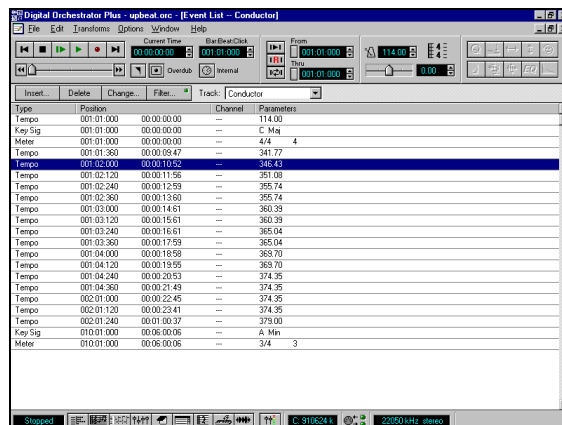 Digital Orchestrator Plus - upbeat.orc - [Event List -- Conductor]
File Edit Transforms Options Window Help
Current Time Bar:Beat:Click From
00:00:00:00 001:01:000 001:01:000 114.00 4 4
Thru
Overdub Internal 001:01:000 0.00
EQ
Insert... Delete Change... Filter... Track: Conductor
Type Position Channel Parameters
Tempo 001:01:000 00:00:00:00 --- 114.00
Key Sig 001:01:000 00:00:00:00 --- C Maj
Meter 001:01:000 00:00:00:00 --- 4/4 4
Tempo 001:01:360 00:00:09:47 --- 341.77
Tempo 001:02:000 00:00:10:52 --- 346.43
Tempo 001:02:120 00:00:11:56 --- 351.08
Tempo 001:02:240 00:00:12:59 --- 355.74
Tempo 001:02:360 00:00:13:60 --- 355.74
Tempo 001:03:000 00:00:14:61 --- 360.39
Tempo 001:03:120 00:00:15:61 --- 360.39
Tempo 001:03:240 00:00:16:61 --- 365.04
Tempo 001:03:360 00:00:17:59 --- 365.04
Tempo 001:04:000 00:00:18:58 --- 369.70
Tempo 001:04:120 00:00:19:55 --- 369.70
Tempo 001:04:240 00:00:20:53 --- 374.35
Tempo 001:04:360 00:00:21:49 --- 374.35
Tempo 002:01:000 00:00:22:45 --- 374.35
Tempo 002:01:120 00:00:23:41 --- 374.35
Tempo 002:01:240 00:01:00:37 --- 379.00
Key Sig 010:01:000 00:06:00:06 --- A Min
Meter 010:01:000 00:06:00:06 --- 3/4 3
Stopped C: 910624 k 22050 kHz stereo